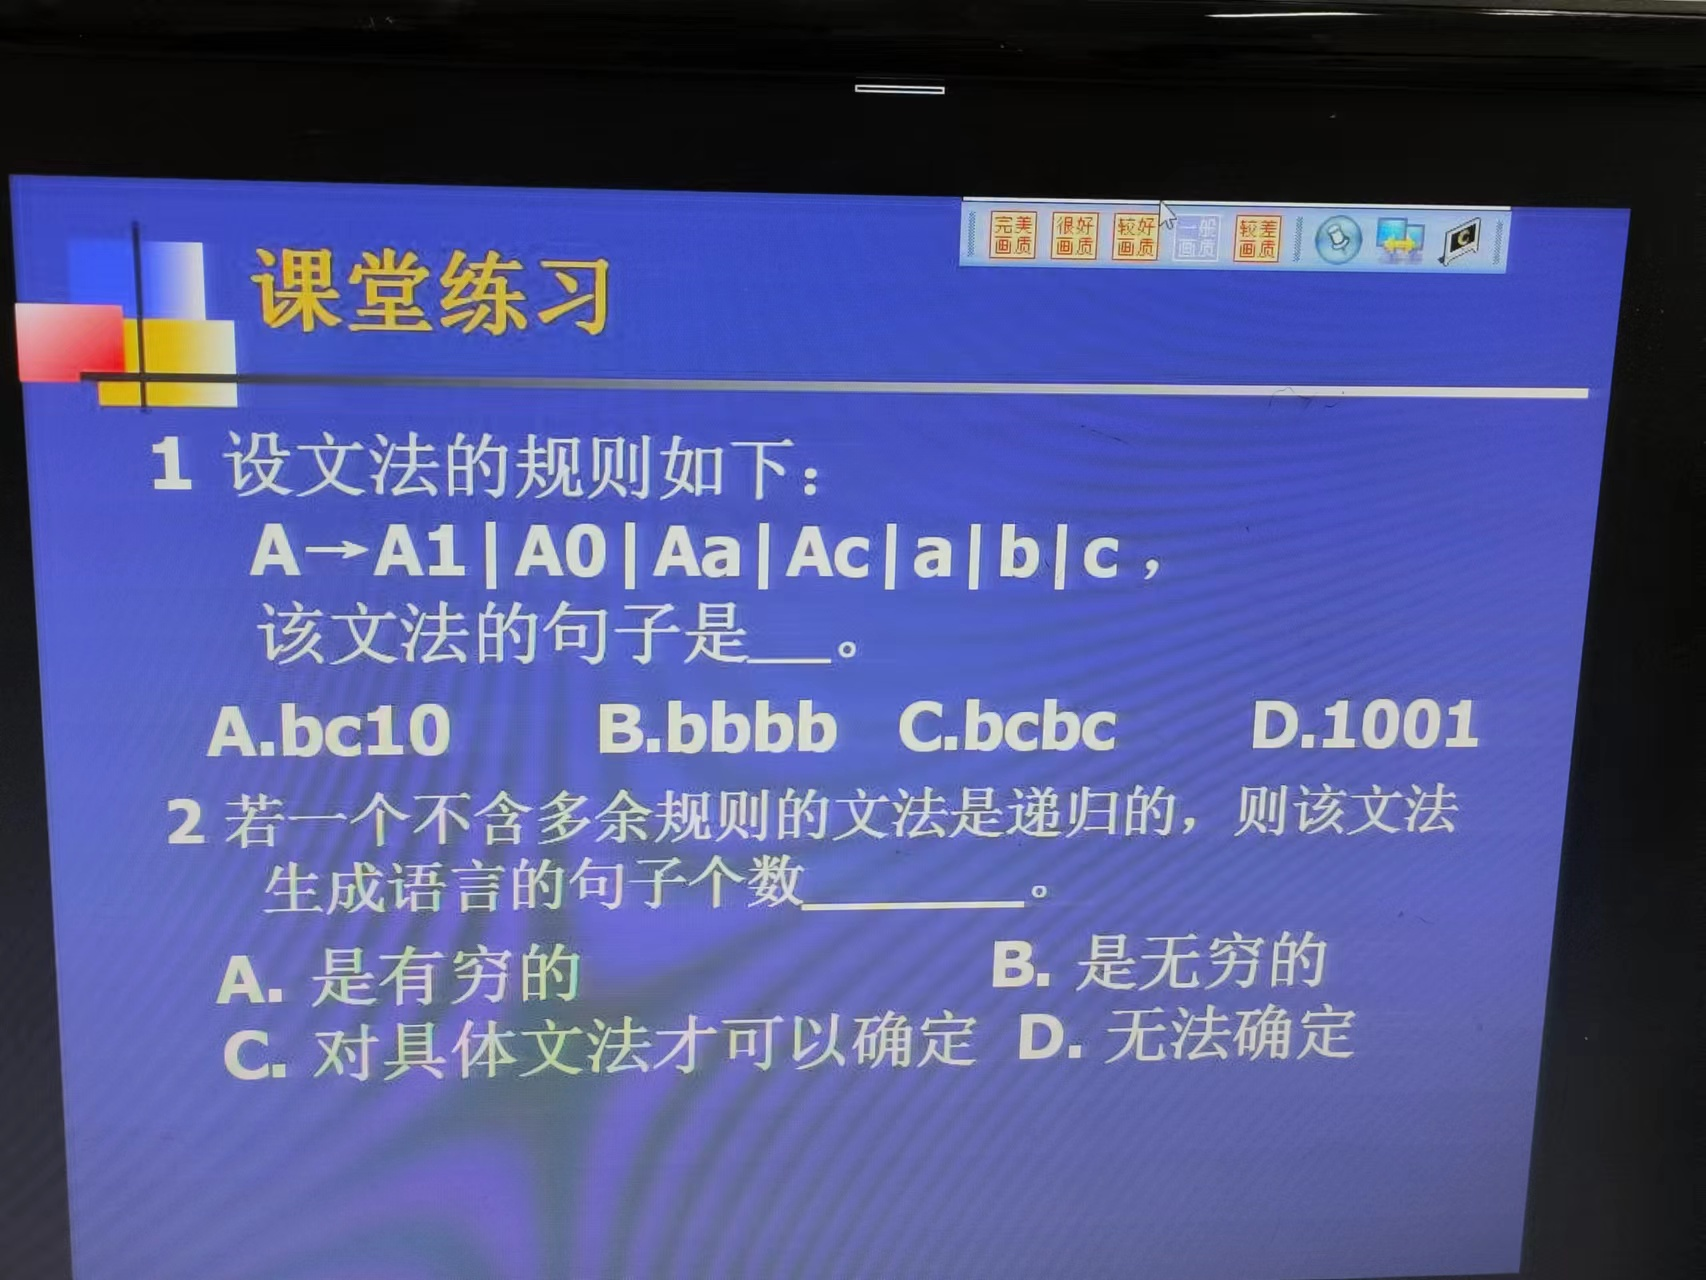 完美画质 很好画质 较好画质 一般画质 较差画质
课堂练习
1 设文法的规则如下：
A→A1|A0|Aa|Ac|a|b|c，
该文法的句子是__。
A.bc10 B.bbbb C.bcbc D.1001
2 若一个不含多余规则的文法是递归的，则该文法
生成语言的句子个数______。
A. 是有穷的 B. 是无穷的
C. 对具体文法才可以确定 D. 无法确定